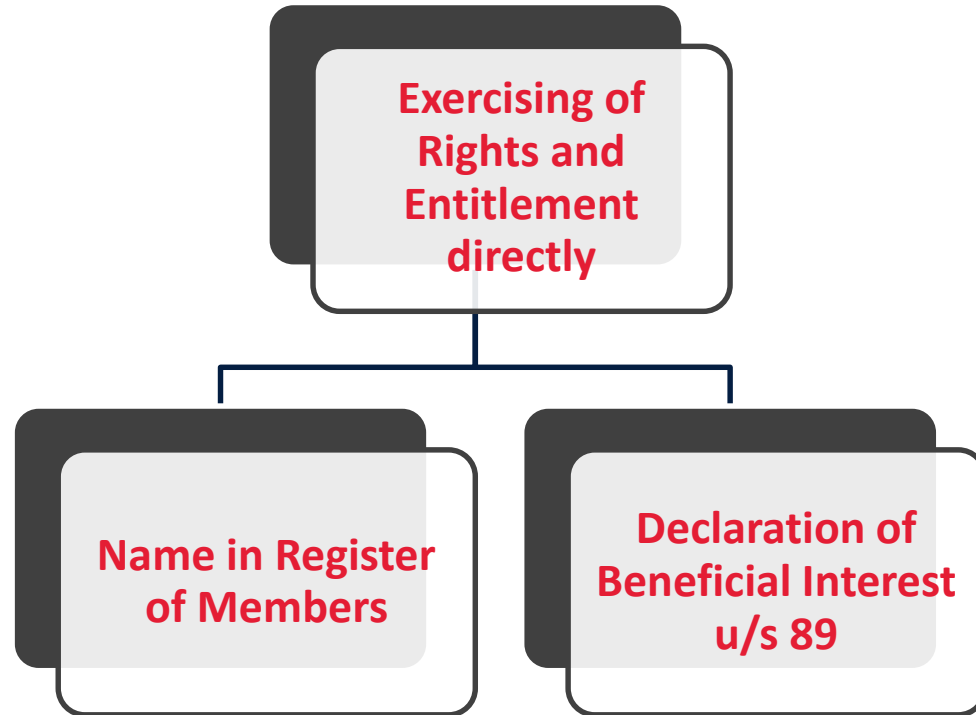 Exercising of
Rights and
Entitlement
directly
Name in Register
of Members
Declaration of
Beneficial Interest
u/s 89